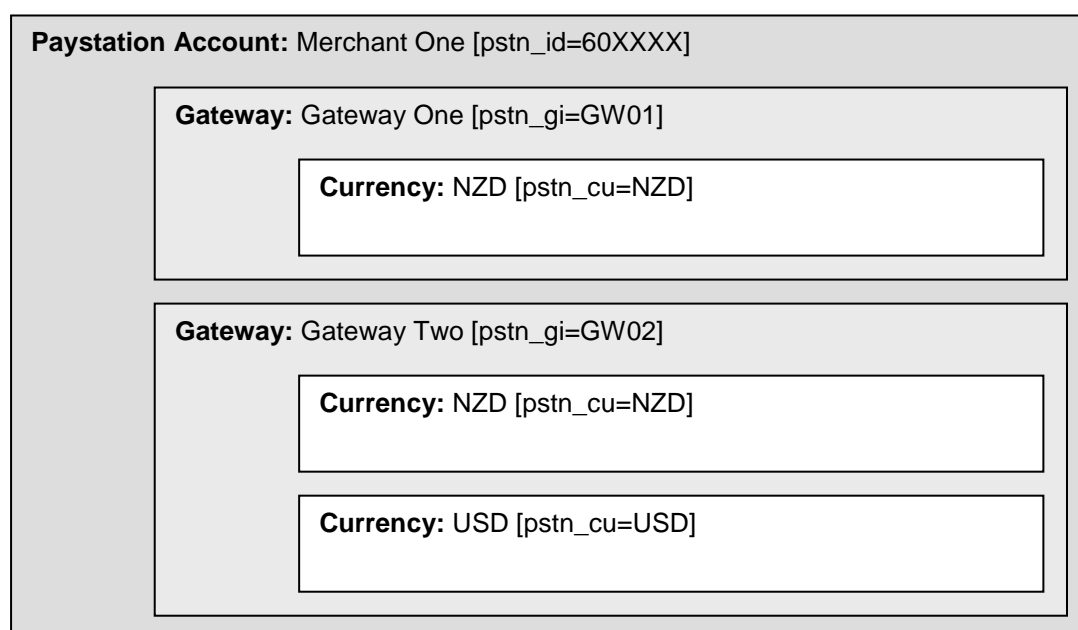 Paystation Account: Merchant One [pstn_id=60XXXX]
Gateway: Gateway One [pstn_gi=GW01]
Currency: NZD [pstn_cu=NZD]
Gateway: Gateway Two [pstn_gi=GW02]
Currency: NZD [pstn_cu=NZD]
Currency: USD [pstn_cu=USD]